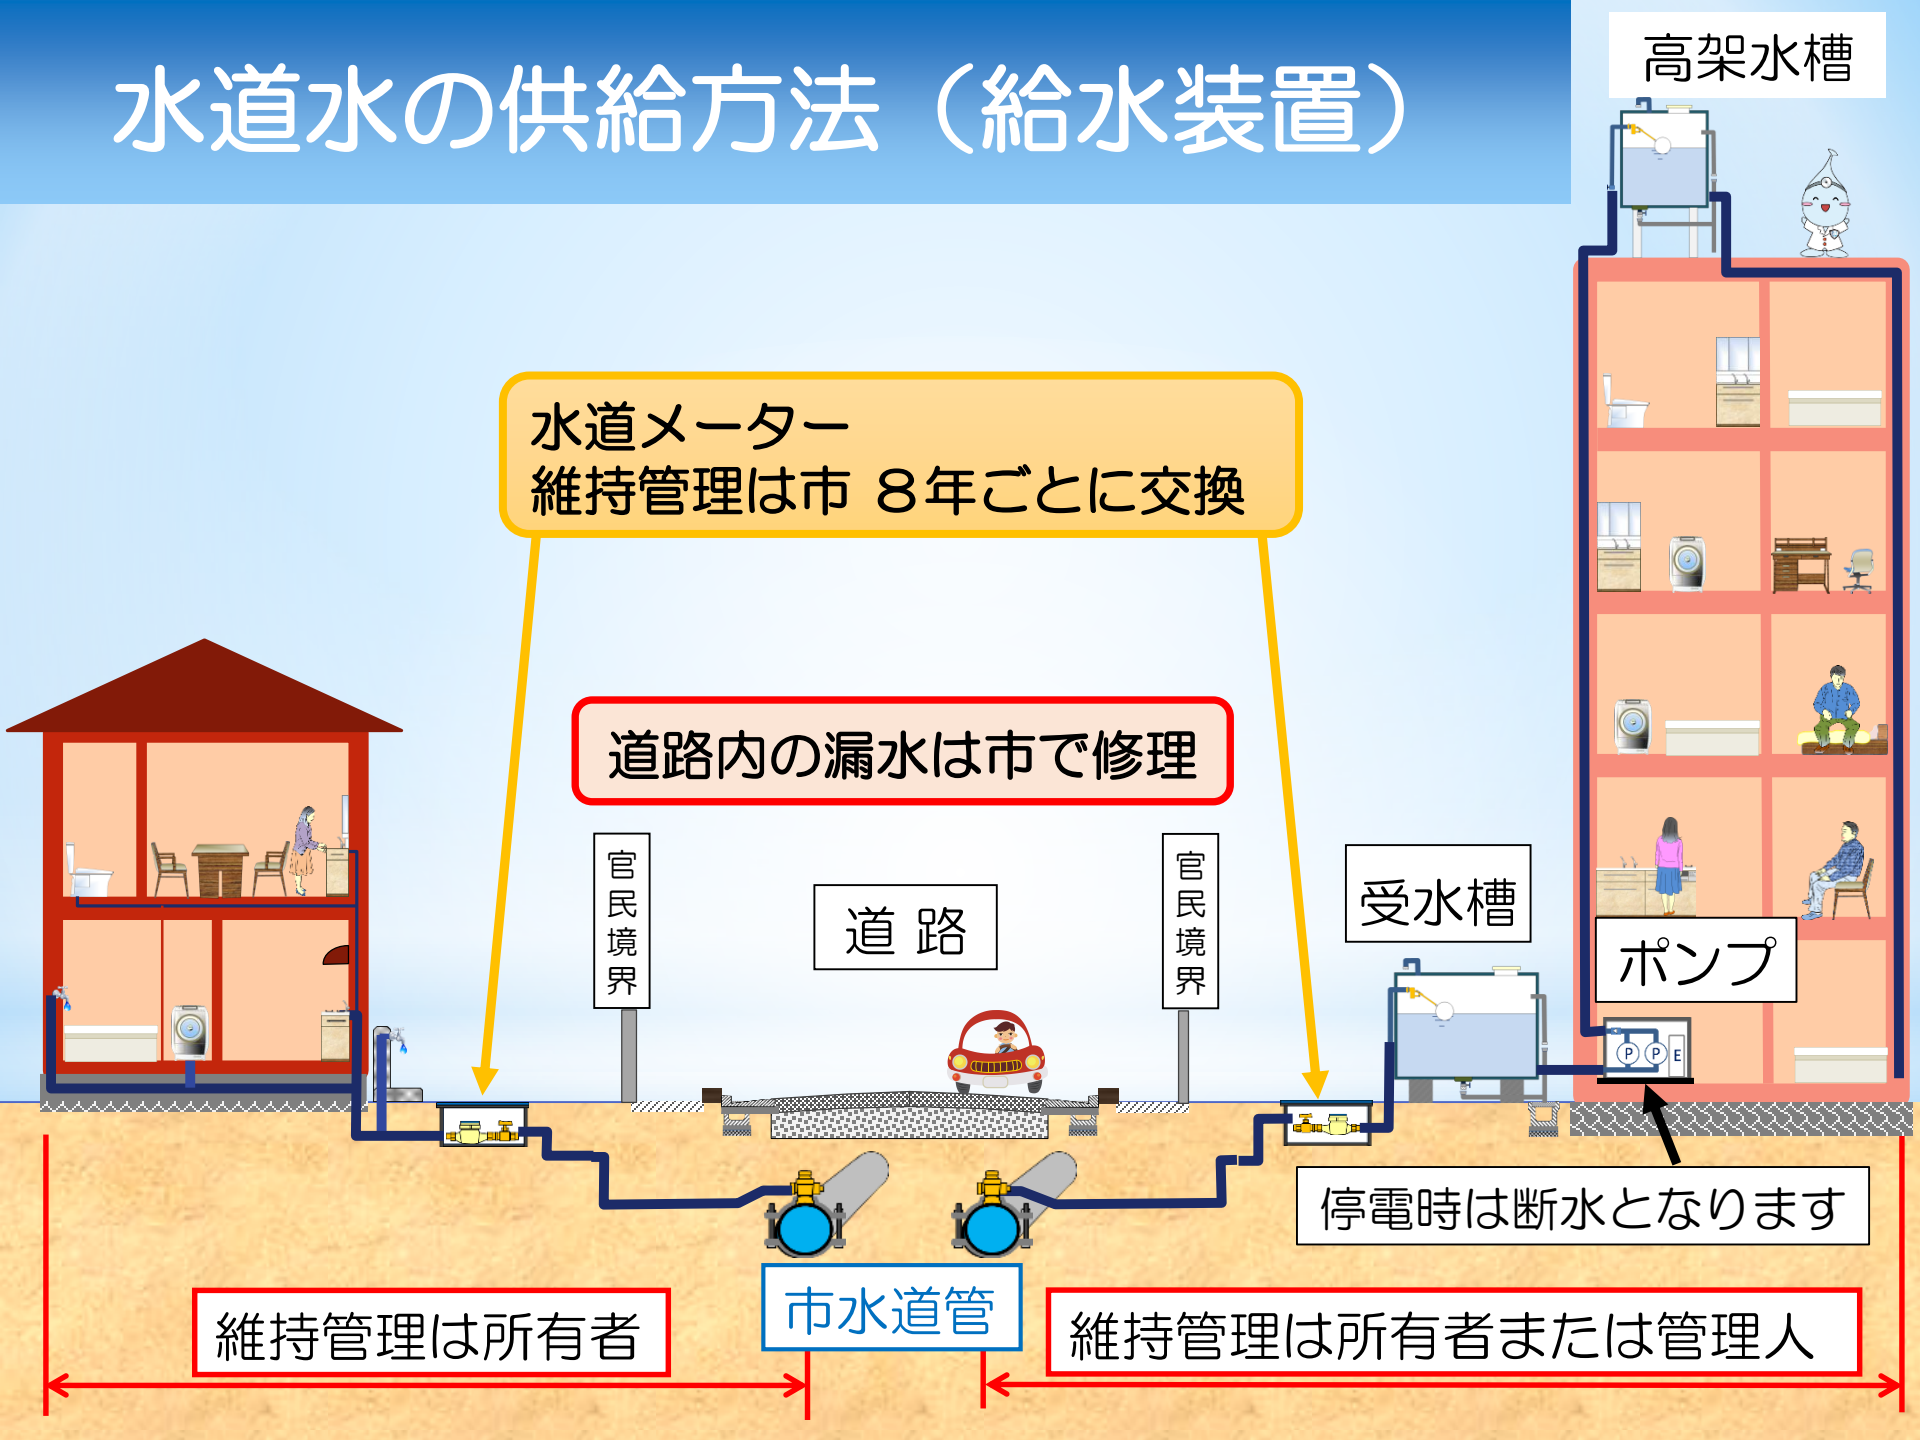 水道水の供給方法（給水装置）
高架水槽
水道メーター
維持管理は市 ８年ごとに交換
道路内の漏水は市で修理
官民境界
道 路
官民境界
受水槽
ポンプ
P P E
停電時は断水となります
市水道管
維持管理は所有者
維持管理は所有者または管理人